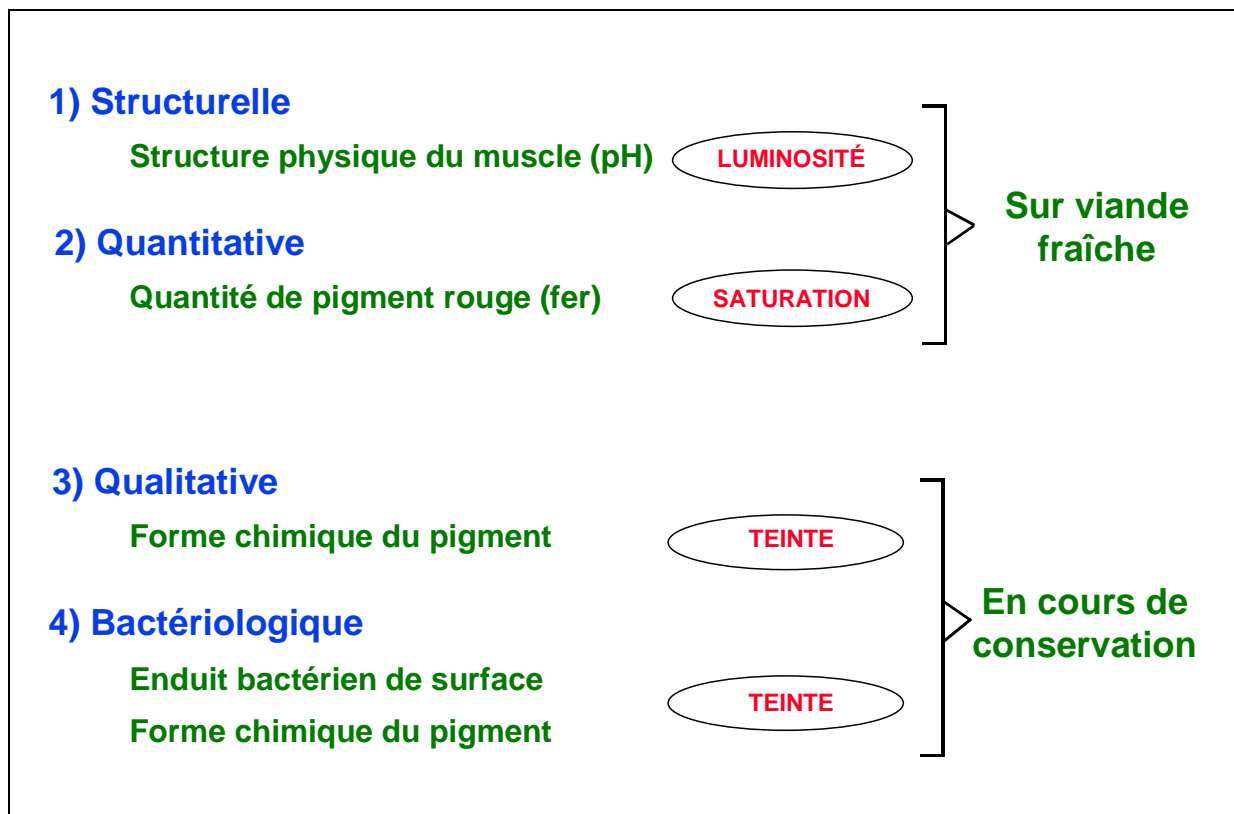 1) Structurelle
Structure physique du muscle (pH)
LUMINOSITÉ
2) Quantitative
Quantité de pigment rouge (fer)
SATURATION
Sur viande
fraîche
3) Qualitative
Forme chimique du pigment
TEINTE
4) Bactériologique
Enduit bactérien de surface
Forme chimique du pigment
TEINTE
En cours de
conservation